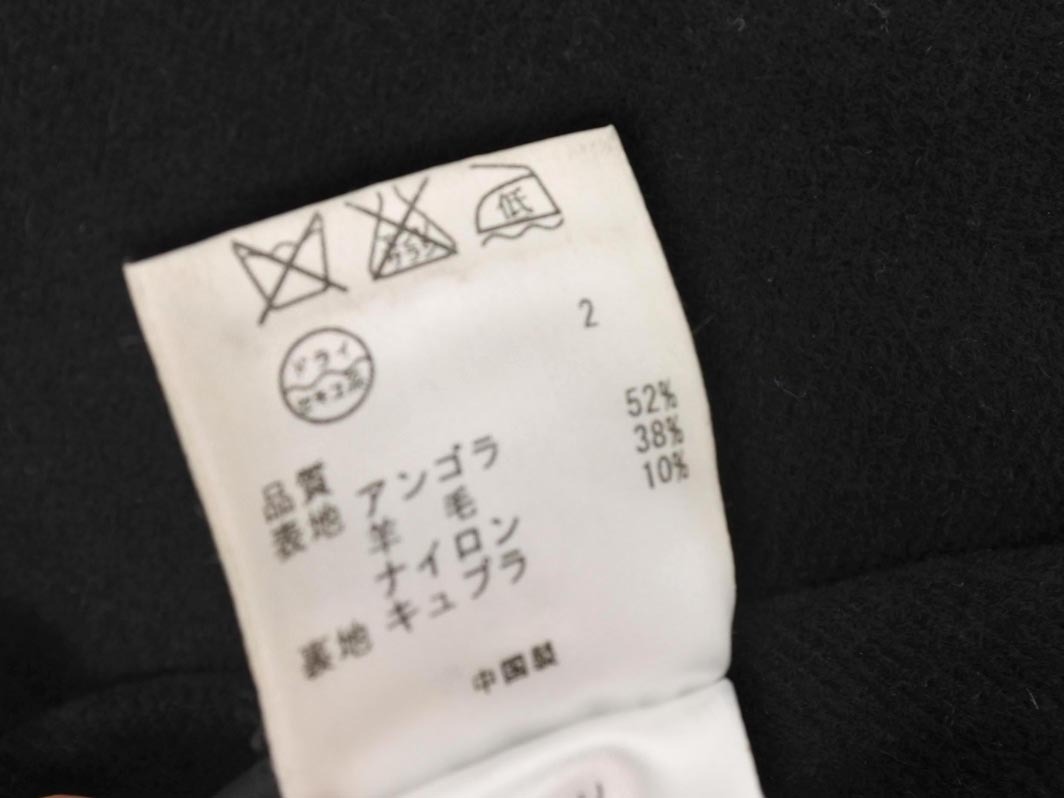 低
2
ドライ
セキユ系
品質
表地 アンゴラ 52%
羊毛 38%
ナイロン 10%
裏地 キュプラ
中国製